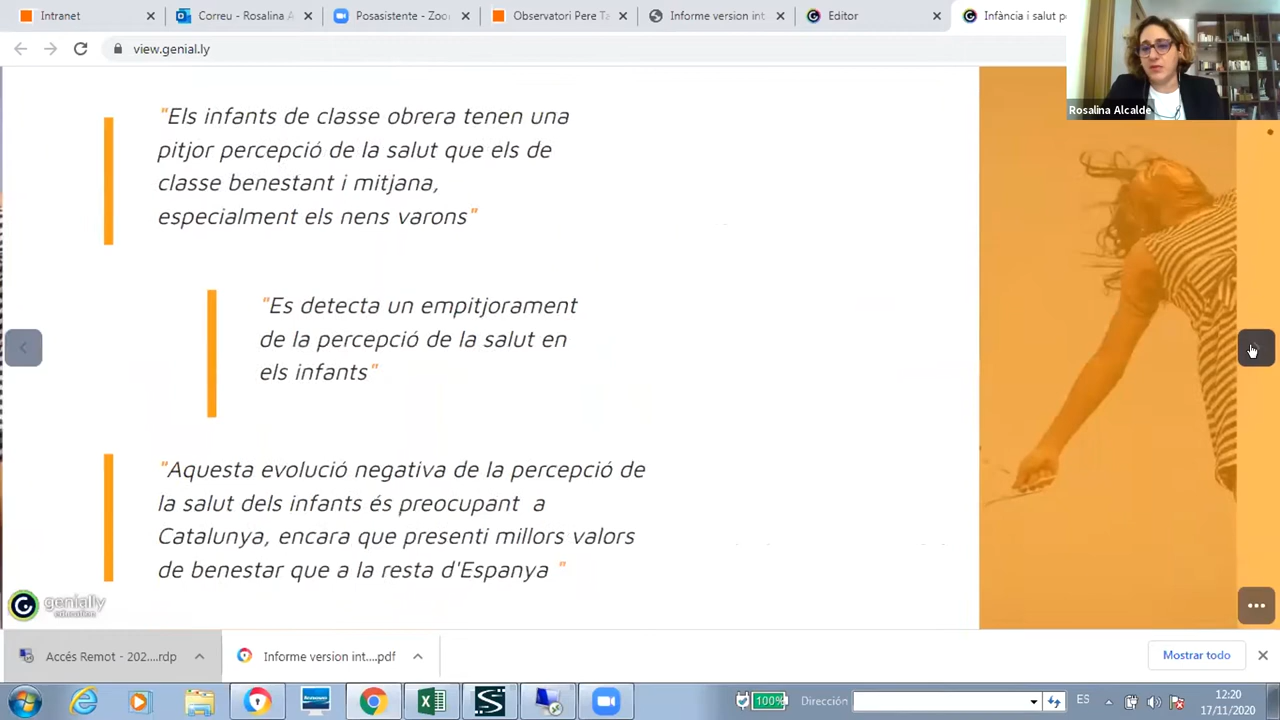 Intranet
Correu - Rosalina A
Posasistente - Zoo
Observatori Pere Ta
Informe version int
Editor
Infància i salut p
view.genial.ly
Rosalina Alcalde
"Els infants de classe obrera tenen una
pitjor percepció de la salut que els de
classe benestant i mitjana,
especialment els nens varons"
"Es detecta un empitjorament
de la percepció de la salut en
els infants"
"Aquesta evolució negativa de la percepció de
la salut dels infants és preocupant a
Catalunya, encara que presenti millors valors
de benestar que a la resta d'Espanya "
genially
education
Accés Remot - 202....rdp
Informe version int....pdf
Mostrar todo
100%
Dirección
ES
12:20
17/11/2020